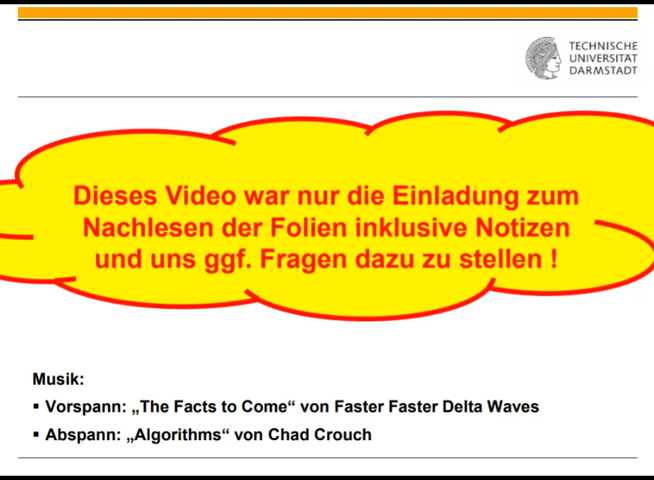 TECHNISCHE
UNIVERSITÄT
DARMSTADT
Dieses Video war nur die Einladung zum
Nachlesen der Folien inklusive Notizen
und uns ggf. Fragen dazu zu stellen !
Musik:
▪ Vorspann: „The Facts to Come“ von Faster Faster Delta Waves
▪ Abspann: „Algorithms“ von Chad Crouch